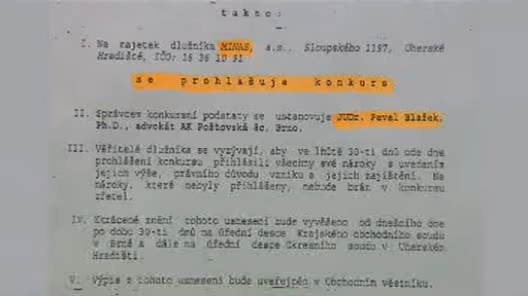 takto:
I. Na majetek dlužníka MINAS, a.s., Sloupského 1197, Uherské
Hradiště, IČO: 16 36 10 91
se prohlašuje konkurs
II. Správcem konkursní podstaty se ustanovuje JUDr. Pavel Blažek,
Ph.D., advokát AK Poštovská 8c, Brno.
III. Věřitelé dlužníka se vyzývají, aby ve lhůtě 30-ti dnů ode dne
prohlášení konkursu přihlásili všechny své nároky s uvedením
jejich výše, právního důvodu vzniku a jejich zajištění. Na
nároky, které nebyly přihlášeny, nebude brát v konkursu
zřetel.
IV. Zkrácené znění tohoto usnesení bude vyvěšeno od dnešního dne
po dobu 30-ti dnů na úřední desce Krajského obchodního soudu
v Brně a dále na úřední desce Okresního soudu v Uherském
Hradišti.
V. Výpis z tohoto usnesení bude uveřejněn v Obchodním věstníku.